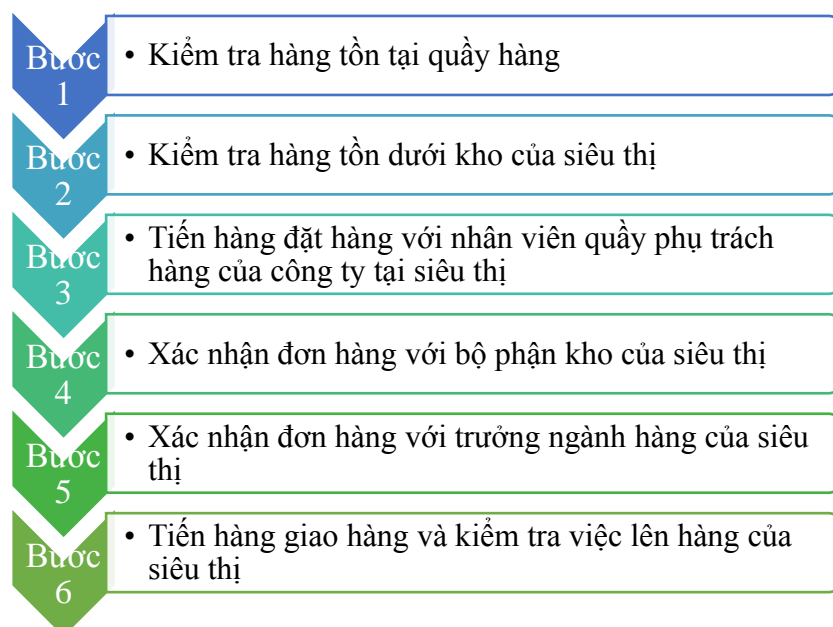 Bước
1
• Kiểm tra hàng tồn tại quầy hàng
Bước
2
• Kiểm tra hàng tồn dưới kho của siêu thị
Bước
3
• Tiến hàng đặt hàng với nhân viên quầy phụ trách
hàng của công ty tại siêu thị
Bước
4
• Xác nhận đơn hàng với bộ phận kho của siêu thị
Bước
5
• Xác nhận đơn hàng với trưởng ngành hàng của siêu
thị
Bước
6
• Tiến hàng giao hàng và kiểm tra việc lên hàng của
siêu thị